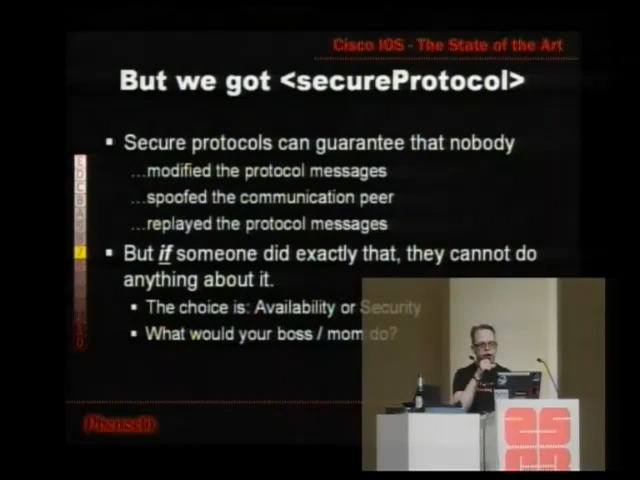 Cisco IOS - The State of the Art
But we got <secureProtocol>
Secure protocols can guarantee that nobody
...modified the protocol messages
...spoofed the communication peer
...replayed the protocol messages
But if someone did exactly that, they cannot do
anything about it.
The choice is: Availability or Security
What would your boss / mom do?
25
C3